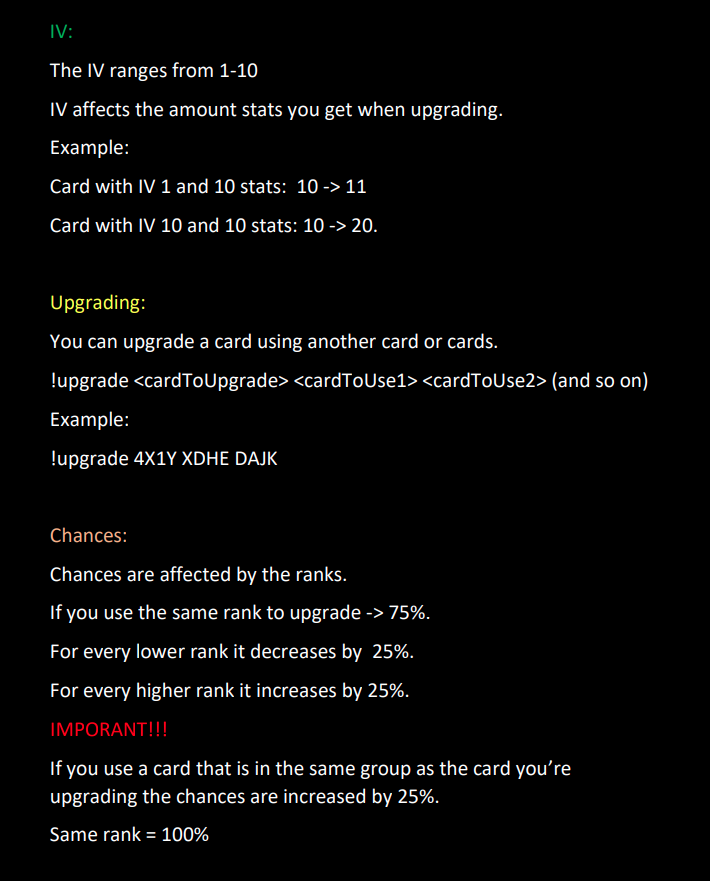 IV:
The IV ranges from 1-10
IV affects the amount stats you get when upgrading.
Example:
Card with IV 1 and 10 stats:  10 -> 11
Card with IV 10 and 10 stats: 10 -> 20.
Upgrading:
You can upgrade a card using another card or cards.
!upgrade <cardToUpgrade> <cardToUse1> <cardToUse2> (and so on)
Example:
!upgrade 4X1Y XDHE DAJK
Chances:
Chances are affected by the ranks.
If you use the same rank to upgrade -> 75%.
For every lower rank it decreases by  25%.
For every higher rank it increases by 25%.
IMPORANT!!!
If you use a card that is in the same group as the card you’re
upgrading the chances are increased by 25%.
Same rank = 100%